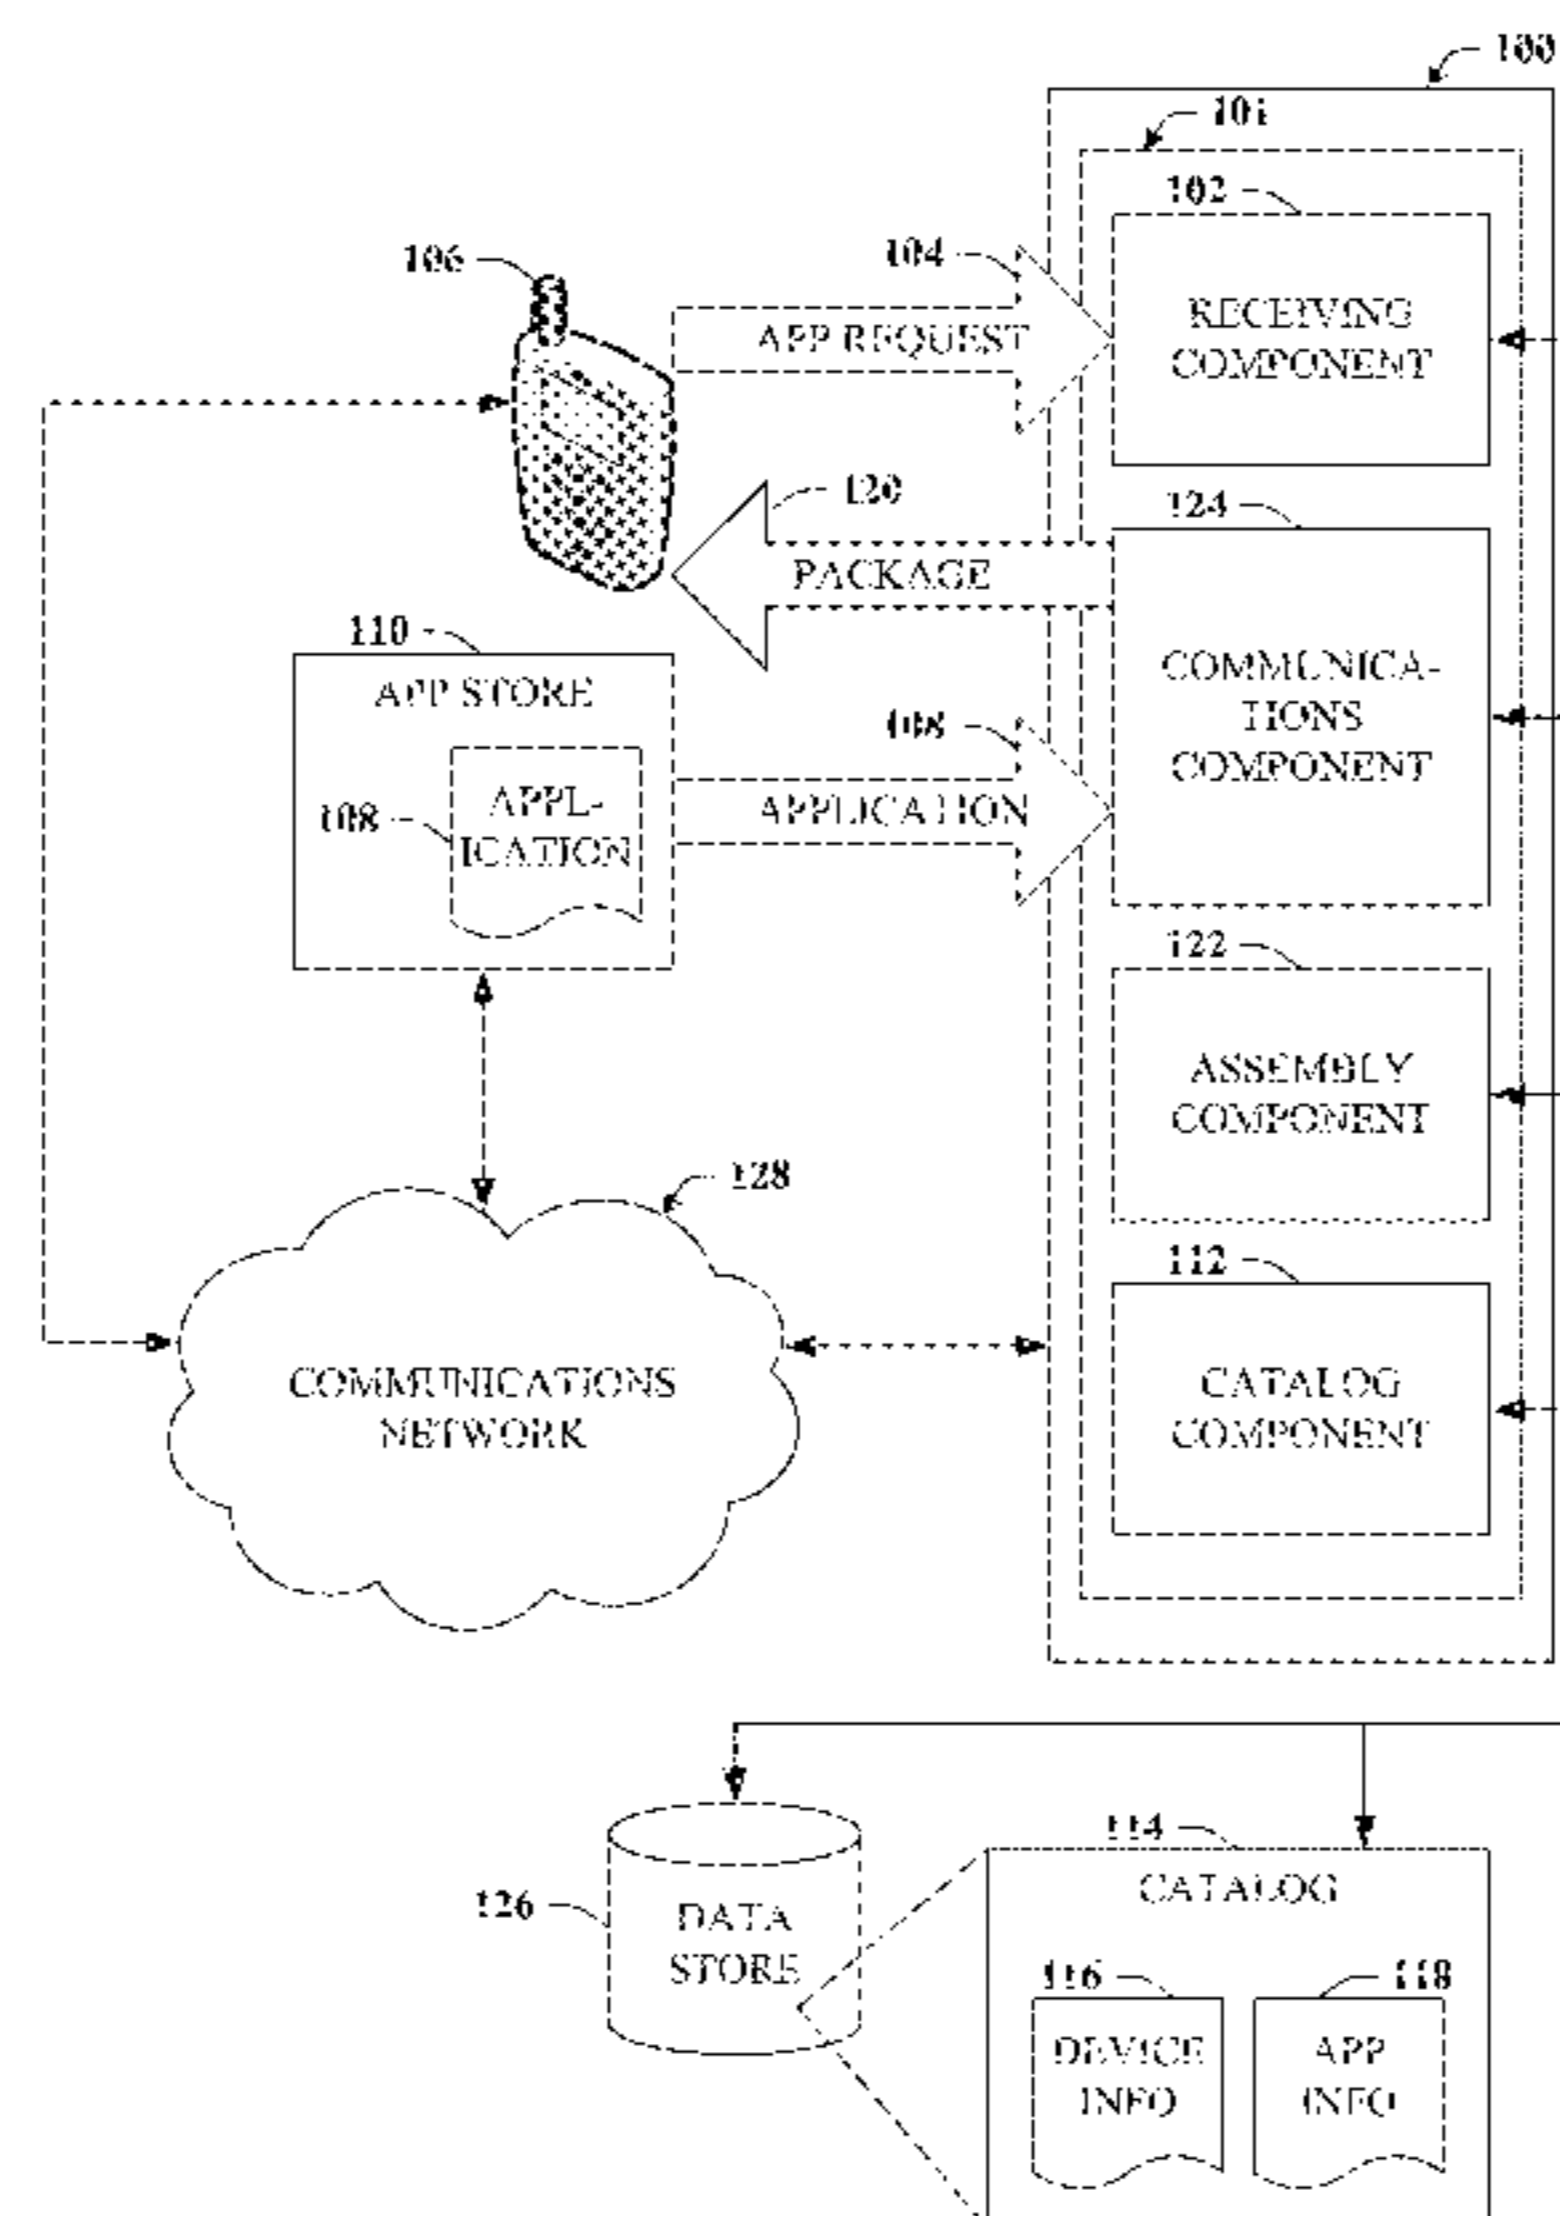 100
101
102
106
104
RECEIVING
COMPONENT
APP REQUEST
120
124
PACKAGE
110
APP STORE
COMMUNICA-
TIONS
COMPONENT
108
APPL-
ICATION
108
APPLICATION
122
ASSEMBLY
COMPONENT
128
112
COMMUNICATIONS
NETWORK
CATALOG
COMPONENT
114
CATALOG
126
DATA
STORE
116
118
DEVICE
INFO
APP
INFO